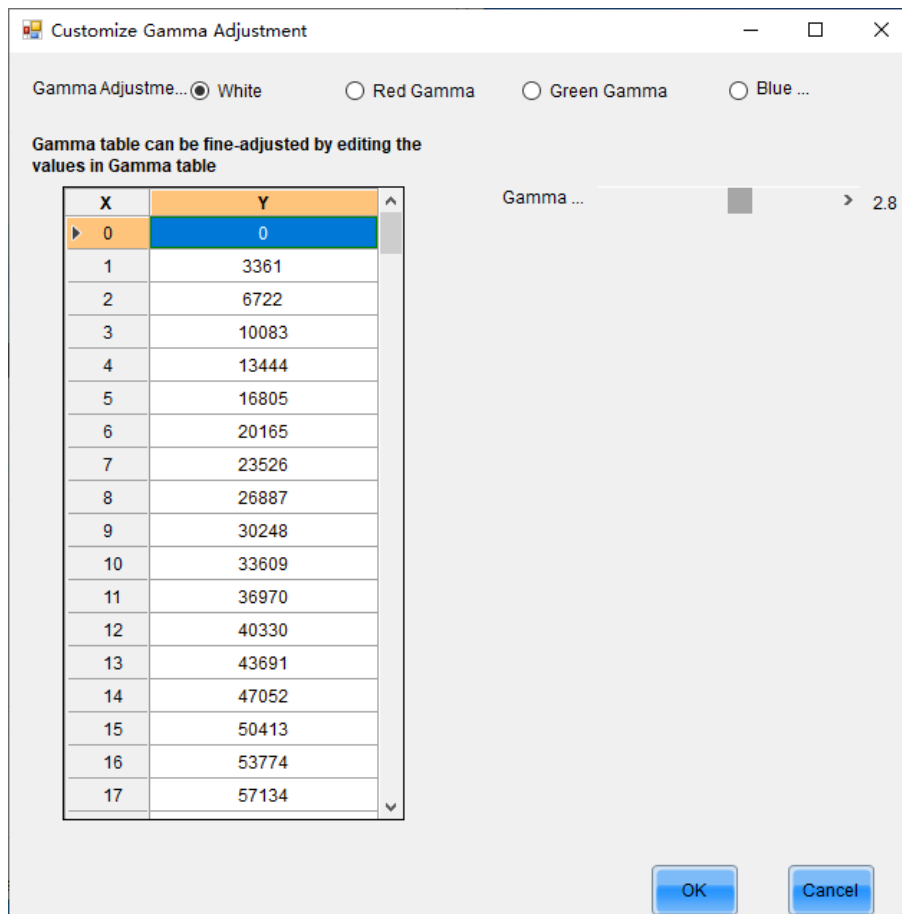 Customize Gamma Adjustment
Gamma Adjustme... White Red Gamma Green Gamma Blue ...
Gamma table can be fine-adjusted by editing the
values in Gamma table
X Y
Gamma ... 2.8
0 0
1 3361
2 6722
3 10083
4 13444
5 16805
6 20165
7 23526
8 26887
9 30248
10 33609
11 36970
12 40330
13 43691
14 47052
15 50413
16 53774
17 57134
OK Cancel